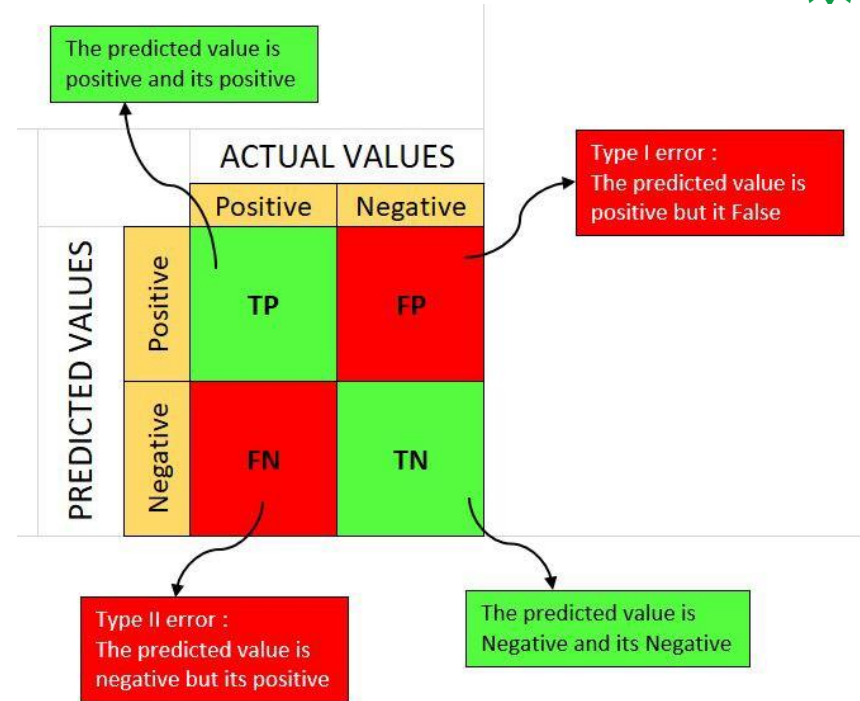 The predicted value is
positive and its positive
ACTUAL VALUES
Type I error :
The predicted value is
positive but it False
Positive Negative
PREDICTED VALUES
Positive
TP FP
Negative
FN TN
Type II error :
The predicted value is
negative but its positive
The predicted value is
Negative and its Negative